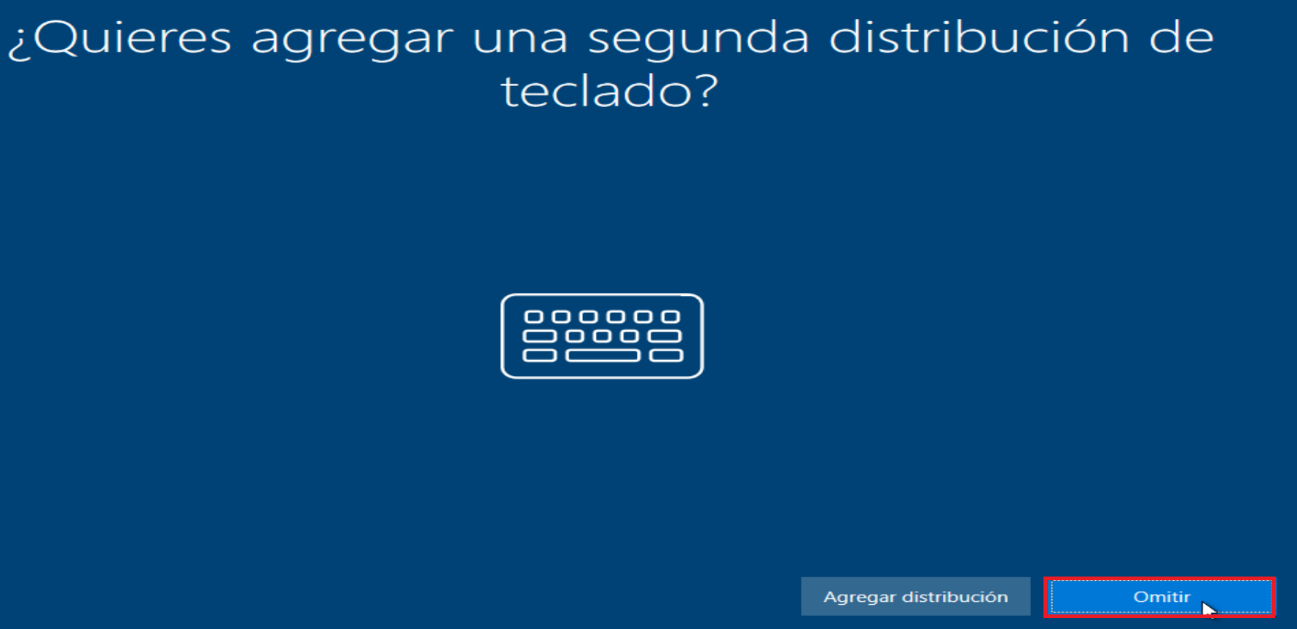 ¿Quieres agregar una segunda distribución de
teclado?
Agregar distribución
Omitir